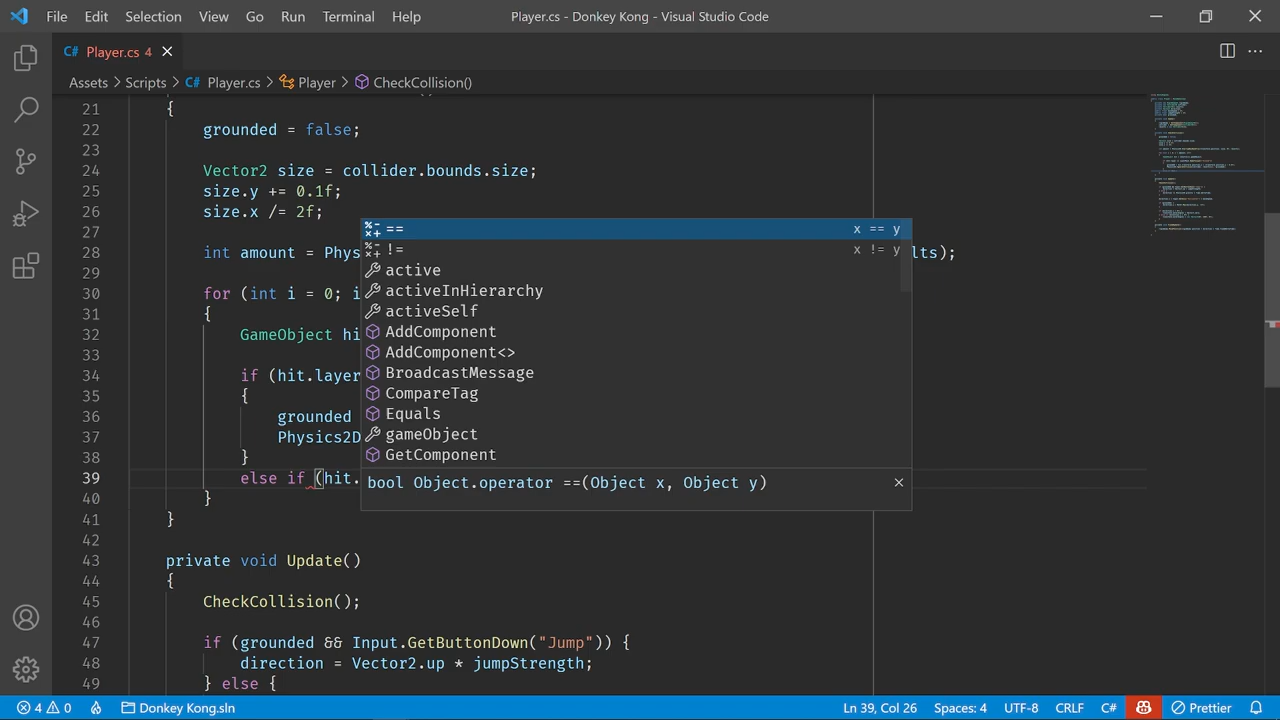 File Edit Selection View Go Run Terminal Help Player.cs - Donkey Kong - Visual Studio Code
C# Player.cs 4
Assets > Scripts > C# Player.cs > Player > CheckCollision()
21 {
22 grounded = false;
23
24 Vector2 size = collider.bounds.size;
25 size.y += 0.1f;
26 size.x /= 2f;
27
28 int amount = Phys lts);
29
30 for (int i = 0; i
31 {
32 GameObject hi
33
34 if (hit.layer
35 {
36 grounded
37 Physics2D
38 }
39 else if (hit.
40 }
41 }
42
43 private void Update()
44 {
45 CheckCollision();
46
47 if (grounded && Input.GetButtonDown("Jump")) {
48 direction = Vector2.up * jumpStrength;
49 } else {
== x == y
!= x != y
active
activeInHierarchy
activeSelf
AddComponent
AddComponent<>
BroadcastMessage
CompareTag
Equals
gameObject
GetComponent
bool Object.operator ==(Object x, Object y)
4 0 Donkey Kong.sln Ln 39, Col 26 Spaces: 4 UTF-8 CRLF C# Prettier